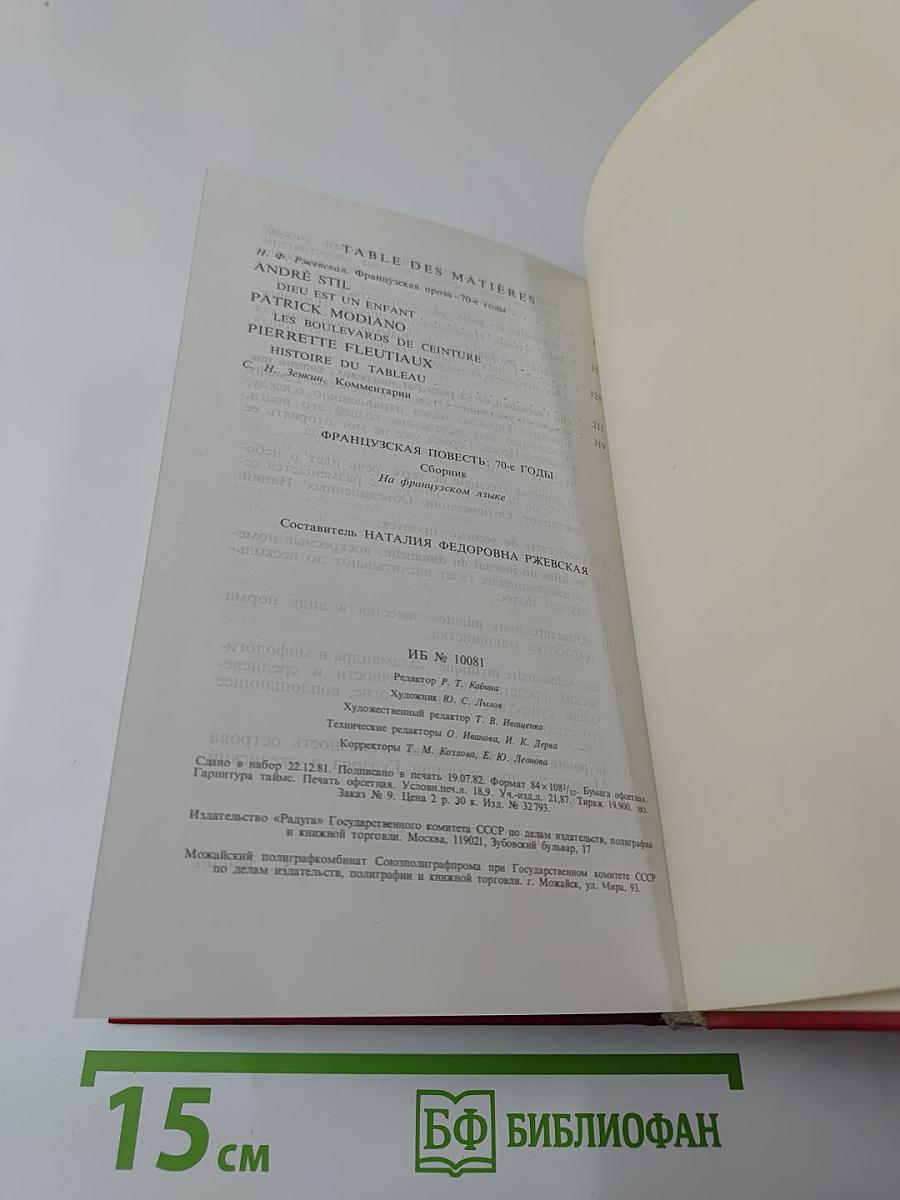 TABLE DES MATIÈRES
Н. Ф. Ржевская. Французская проза – 70-е годы
ANDRÉ STIL
DIEU EST UN ENFANT
PATRICK MODIANO
LES BOULEVARDS DE CEINTURE
PIERRETTE FLEUTIAUX 123
HISTOIRE DU TABLEAU 211
С. Н. Зенкин. Комментарии 319
ФРАНЦУЗСКАЯ ПОВЕСТЬ: 70-е ГОДЫ
Сборник
На французском языке
Составитель НАТАЛИЯ ФЕДОРОВНА РЖЕВСКАЯ
ИБ № 10081
Редактор Р. Т. Кабина
Художник Ю. С. Лылов
Художественный редактор Т. В. Иващенко
Технические редакторы О. Иванова, И. К. Дерва
Корректоры Т. М. Козлова, Е. Ю. Леонова
Сдано в набор 22.12.81. Подписано в печать 19.07.82. Формат 84×108¹/₃₂. Бумага офсетная.
Гарнитура таймс. Печать офсетная. Условн.печ.л. 18,9. Уч.-изд.л. 21,87. Тираж 19.900. экз.
Заказ № 9. Цена 2 р. 30 к. Изд. № 32793.
Издательство «Радуга» Государственного комитета СССР по делам издательств, полиграфии
и книжной торговли. Москва, 119021, Зубовский бульвар, 17
Можайский полиграфкомбинат Союзполиграфпрома при Государственном комитете СССР
по делам издательств, полиграфии и книжной торговли. г. Можайск, ул. Мира, 93.
15 см
БФ БИБЛИОФАН